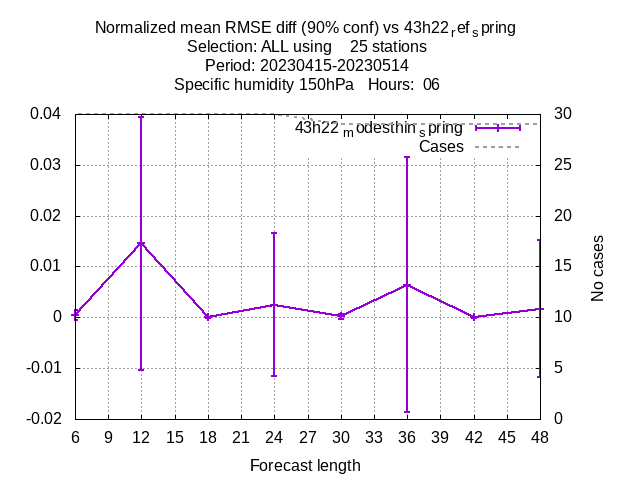 Normalized mean RMSE diff (90% conf) vs 43h22ref spring
Selection: ALL using 25 stations
Period: 20230415-20230514
Specific humidity 150hPa Hours: 06
43h22modesthinspring
Cases
0.04
0.03
0.02
0.01
0
-0.01
-0.02
30
25
20
15
10
5
0
No cases
6 9 12 15 18 21 24 27 30 33 36 39 42 45 48
Forecast length